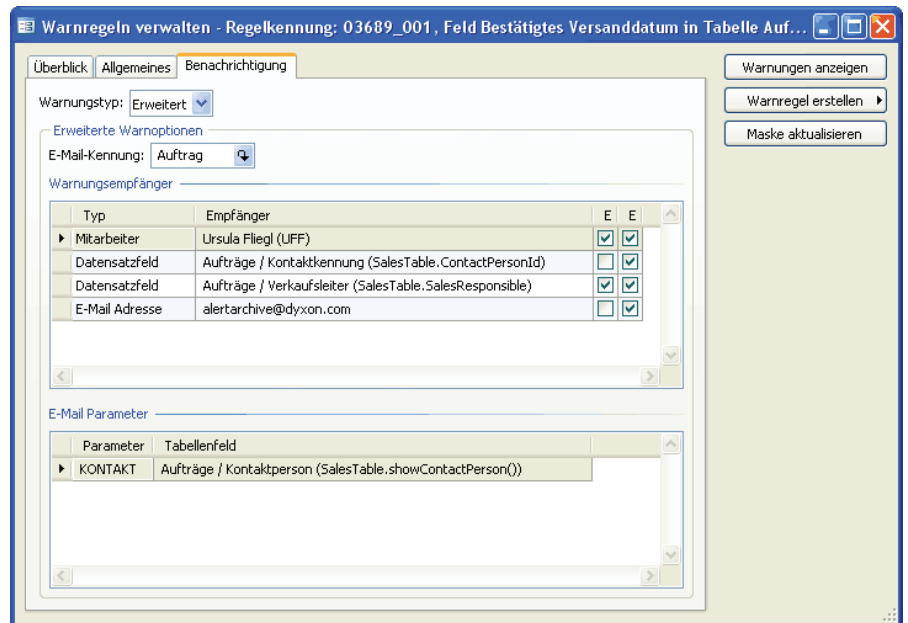 Warnregeln verwalten - Regelkennung: 03689_001, Feld Bestätigtes Versanddatum in Tabelle Auf...
Überblick Allgemeines Benachrichtigung
Warnungen anzeigen
Warnungstyp: Erweitert
Warnregel erstellen
Erweiterte Warnoptionen
Maske aktualisieren
E-Mail-Kennung: Auftrag
Warnungsempfänger
Typ Empfänger E E
Mitarbeiter Ursula Fliegl (UFF)
Datensatzfeld Aufträge / Kontaktkennung (SalesTable.ContactPersonId)
Datensatzfeld Aufträge / Verkaufsleiter (SalesTable.SalesResponsible)
E-Mail Adresse alertarchive@dyxon.com
E-Mail Parameter
Parameter Tabellenfeld
KONTAKT Aufträge / Kontaktperson (SalesTable.showContactPerson())